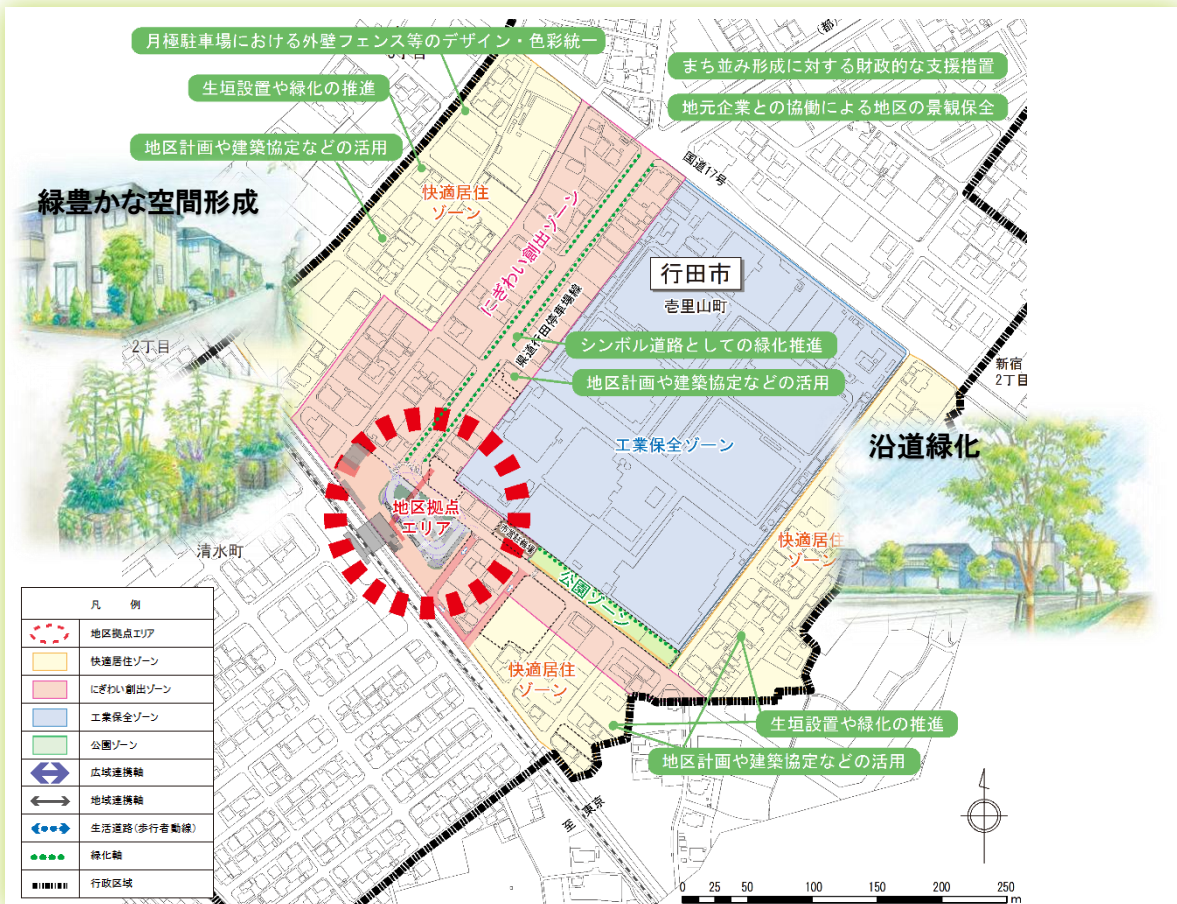 月極駐車場における外壁フェンス等のデザイン・色彩統一
生垣設置や緑化の推進
地区計画や建築協定などの活用
まち並み形成に対する財政的な支援措置
地元企業との協働による地区の景観保全
緑豊かな空間形成
快適居住
ゾーン
にぎわい創出ゾーン
国道17号
行田市
壱里山町
県道行田停車場線
シンボル道路としての緑化推進
地区計画や建築協定などの活用
2丁目
新宿
2丁目
工業保全ゾーン
沿道緑化
地区拠点
エリア
快適居住
ゾーン
清水町
公園ゾーン
快適居住
ゾーン
生垣設置や緑化の推進
地区計画や建築協定などの活用
至 東京
凡 例
地区拠点エリア
快適居住ゾーン
にぎわい創出ゾーン
工業保全ゾーン
公園ゾーン
広域連携軸
地域連携軸
生活道路(歩行者動線)
緑化軸
行政区域
0 25 50 100 150 200 250
m